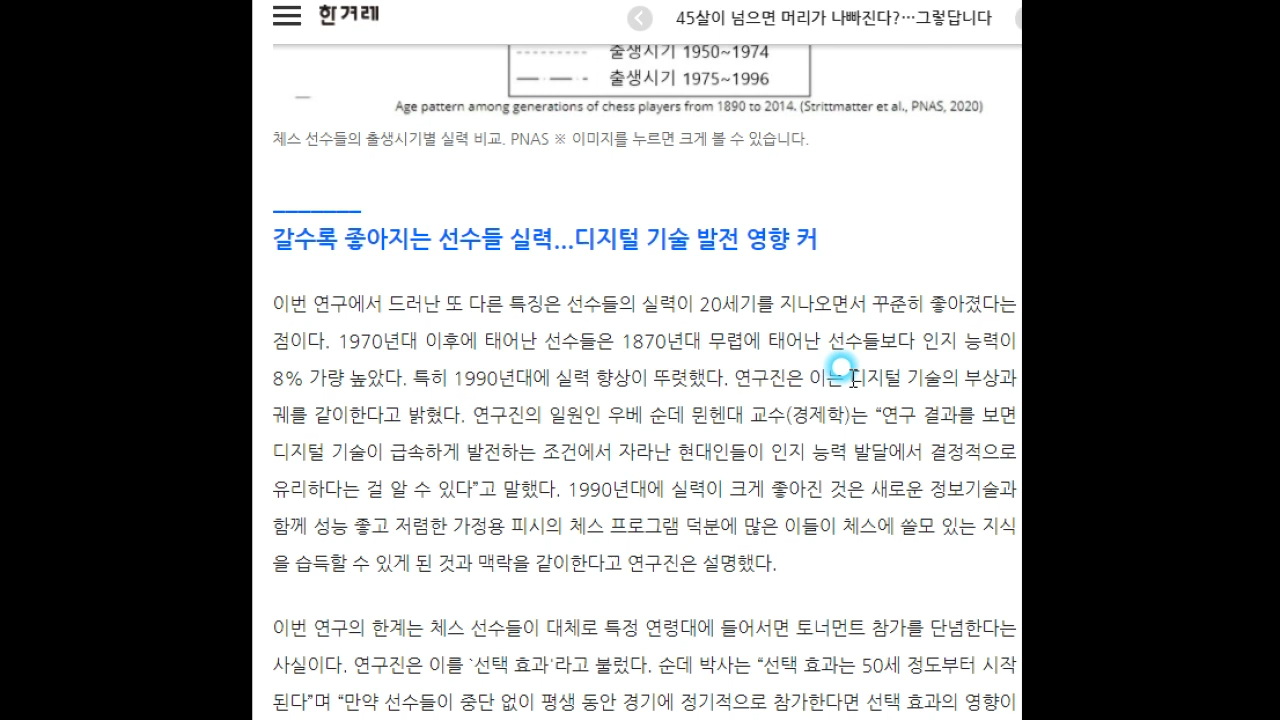 한겨레
45살이 넘으면 머리가 나빠진다?…그렇답니다
출생시기 1950~1974
출생시기 1975~1996
Age pattern among generations of chess players from 1890 to 2014. (Strittmatter et al., PNAS, 2020)
체스 선수들의 출생시기별 실력 비교. PNAS ※ 이미지를 누르면 크게 볼 수 있습니다.
갈수록 좋아지는 선수들 실력...디지털 기술 발전 영향 커
이번 연구에서 드러난 또 다른 특징은 선수들의 실력이 20세기를 지나오면서 꾸준히 좋아졌다는
점이다. 1970년대 이후에 태어난 선수들은 1870년대 무렵에 태어난 선수들보다 인지 능력이
8% 가량 높았다. 특히 1990년대에 실력 향상이 뚜렷했다. 연구진은 이는 디지털 기술의 부상과
궤를 같이한다고 밝혔다. 연구진의 일원인 우베 순데 뮌헨대 교수(경제학)는 “연구 결과를 보면
디지털 기술이 급속하게 발전하는 조건에서 자라난 현대인들이 인지 능력 발달에서 결정적으로
유리하다는 걸 알 수 있다”고 말했다. 1990년대에 실력이 크게 좋아진 것은 새로운 정보기술과
함께 성능 좋고 저렴한 가정용 피시의 체스 프로그램 덕분에 많은 이들이 체스에 쓸모 있는 지식
을 습득할 수 있게 된 것과 맥락을 같이한다고 연구진은 설명했다.
이번 연구의 한계는 체스 선수들이 대체로 특정 연령대에 들어서면 토너먼트 참가를 단념한다는
사실이다. 연구진은 이를 `선택 효과'라고 불렀다. 순데 박사는 “선택 효과는 50세 정도부터 시작
된다”며 “만약 선수들이 중단 없이 평생 동안 경기에 정기적으로 참가한다면 선택 효과의 영향이